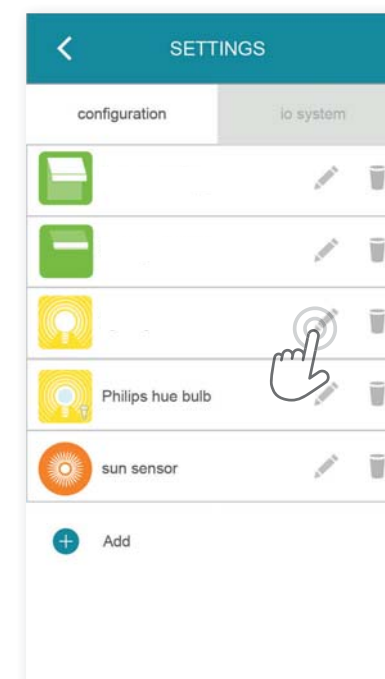 SETTINGS
configuration
io system
Philips hue bulb
sun sensor
Add